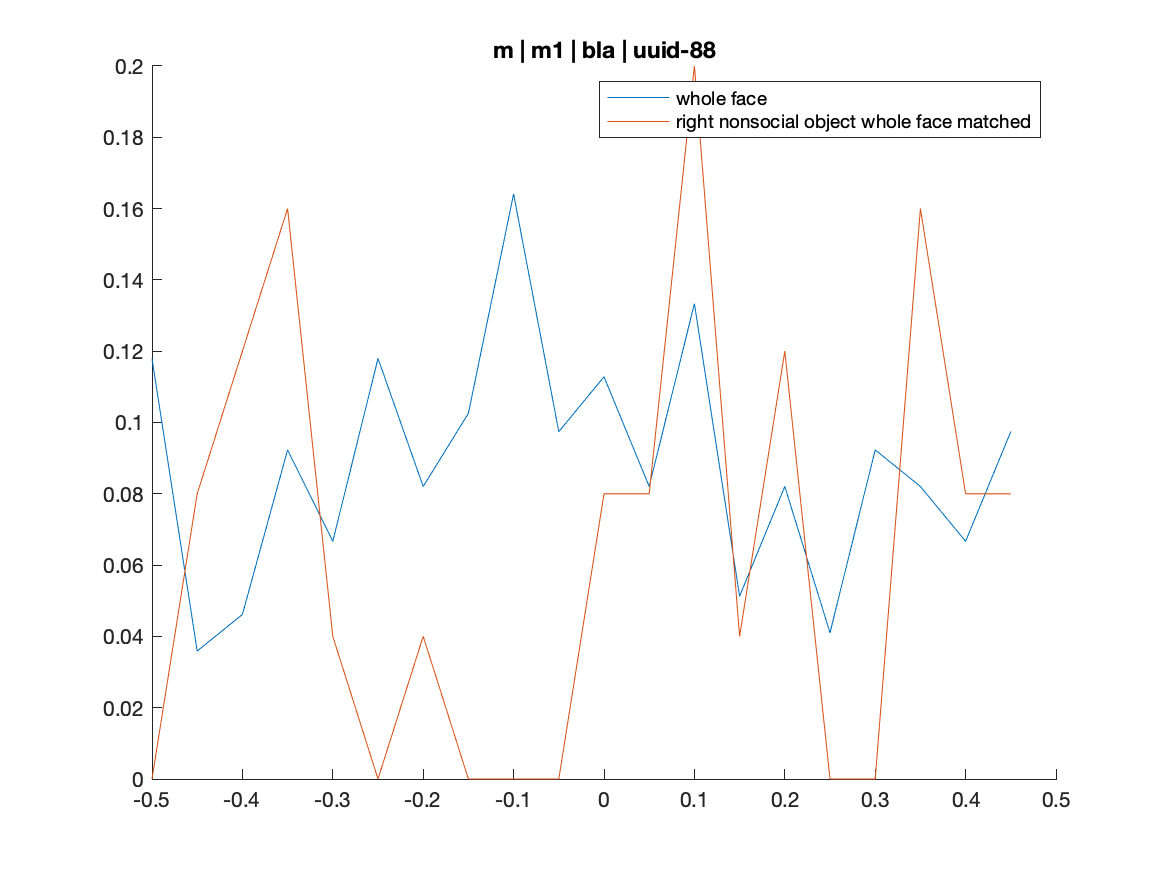 m | m1 | bla | uuid-88
whole face
right nonsocial object whole face matched
0.2
0.18
0.16
0.14
0.12
0.1
0.08
0.06
0.04
0.02
0
-0.5 -0.4 -0.3 -0.2 -0.1 0 0.1 0.2 0.3 0.4 0.5